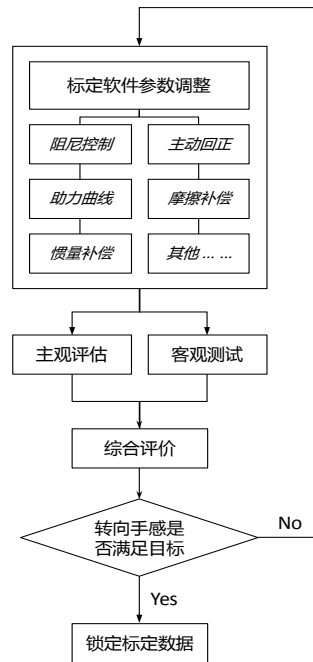 标定软件参数调整
阻尼控制
主动回正
助力曲线
摩擦补偿
惯量补偿
其他 ... ...
主观评估
客观测试
综合评价
转向手感是
否满足目标
No
Yes
锁定标定数据